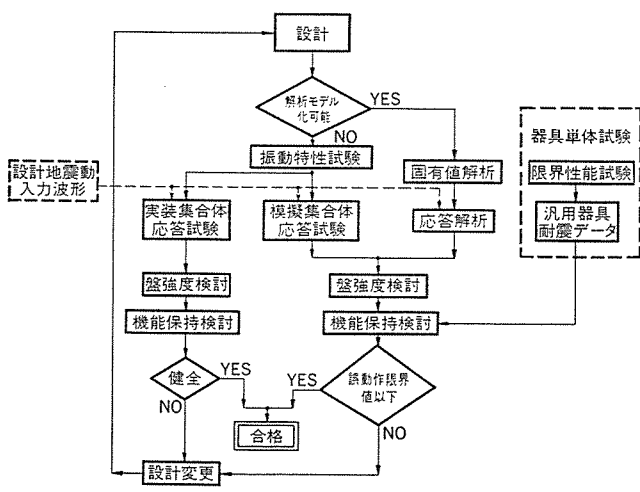 設計
解析モデル
化可能
YES
NO
振動特性試験
固有値解析
器具単体試験
限界性能試験
汎用器具
耐震データ
設計地震動
入力波形
実装集合体
応答試験
模擬集合体
応答試験
応答解析
盤強度検討
盤強度検討
機能保持検討
機能保持検討
健全
YES
NO
YES
誤動作限界
値以下
NO
合格
設計変更